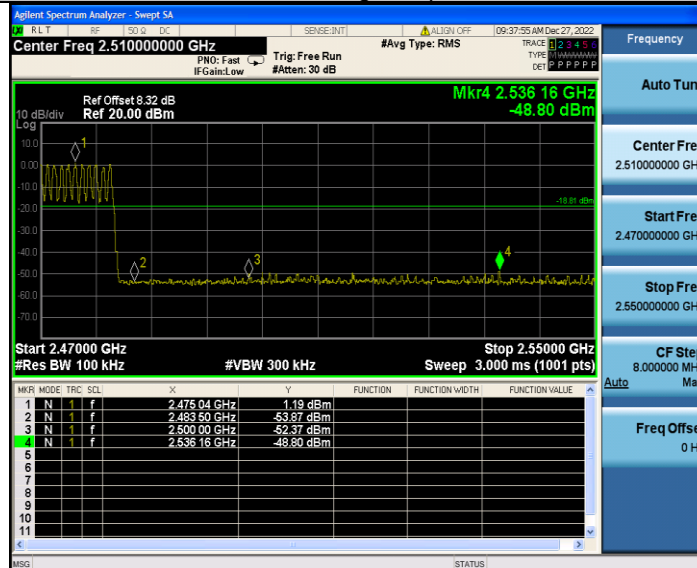 Agilent Spectrum Analyzer - Swept SA
RLT RF 50 Ω DC SENSE:INT ALIGN OFF 09:37:55 AM Dec 27, 2022
Center Freq 2.510000000 GHz #Avg Type: RMS TRACE 1 2 3 4 5 6
PNO: Fast Trig: Free Run TYPE M
IFGain:Low #Atten: 30 dB DET P P P P P P
Mkr4 2.536 16 GHz
-48.80 dBm
Ref Offset 8.32 dB
10 dB/div Ref 20.00 dBm
Log
10.0
0.00
-10.0
-20.0
-30.0
-40.0
-50.0
-60.0
-70.0
1
2
3
4
-18.81 dBm
Start 2.47000 GHz Stop 2.55000 GHz
#Res BW 100 kHz #VBW 300 kHz Sweep 3.000 ms (1001 pts)
MKR MODE TRC SCL X Y FUNCTION FUNCTION WIDTH FUNCTION VALUE
1 N 1 f 2.475 04 GHz 1.19 dBm
2 N 1 f 2.483 50 GHz -53.87 dBm
3 N 1 f 2.500 00 GHz -52.37 dBm
4 N 1 f 2.536 16 GHz -48.80 dBm
5
6
7
8
9
10
11
MSG STATUS
Frequency
Auto Tun
Center Fre
2.510000000 GH
Start Fre
2.470000000 GH
Stop Fre
2.550000000 GH
CF Ste
8.000000 MH
Auto Ma
Freq Offse
0 H